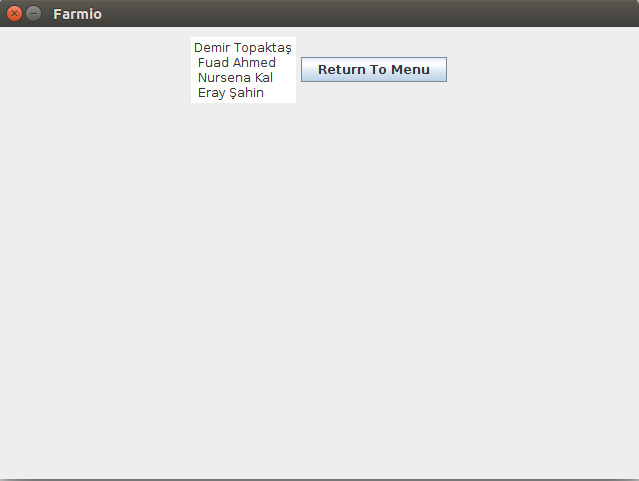 Farmio
Demir Topaktaş
Fuad Ahmed
Nursena Kal
Eray Şahin
Return To Menu